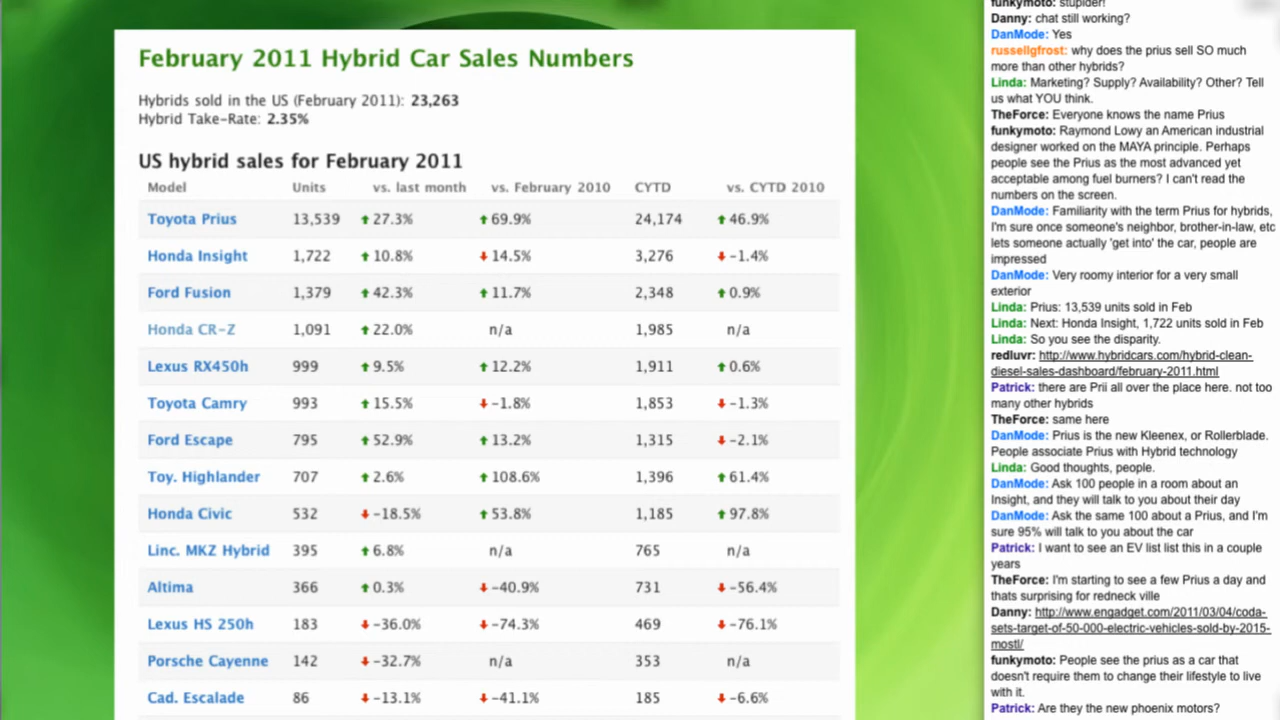 February 2011 Hybrid Car Sales Numbers
Hybrids sold in the US (February 2011): 23,263
Hybrid Take-Rate: 2.35%
US hybrid sales for February 2011
Model Units vs. last month vs. February 2010 CYTD vs. CYTD 2010
Toyota Prius 13,539 27.3% 69.9% 24,174 46.9%
Honda Insight 1,722 10.8% 14.5% 3,276 -1.4%
Ford Fusion 1,379 42.3% 11.7% 2,348 0.9%
Honda CR-Z 1,091 22.0% n/a 1,985 n/a
Lexus RX450h 999 9.5% 12.2% 1,911 0.6%
Toyota Camry 993 15.5% -1.8% 1,853 -1.3%
Ford Escape 795 52.9% 13.2% 1,315 -2.1%
Toy. Highlander 707 2.6% 108.6% 1,396 61.4%
Honda Civic 532 -18.5% 53.8% 1,185 97.8%
Linc. MKZ Hybrid 395 6.8% n/a 765 n/a
Altima 366 0.3% -40.9% 731 -56.4%
Lexus HS 250h 183 -36.0% -74.3% 469 -76.1%
Porsche Cayenne 142 -32.7% n/a 353 n/a
Cad. Escalade 86 -13.1% -41.1% 185 -6.6%
funkymoto: stupider!
Danny: chat still working?
DanMode: Yes
russellgfrost: why does the prius sell SO much
more than other hybrids?
Linda: Marketing? Supply? Availability? Other? Tell
us what YOU think.
TheForce: Everyone knows the name Prius
funkymoto: Raymond Lowy an American industrial
designer worked on the MAYA principle. Perhaps
people see the Prius as the most advanced yet
acceptable among fuel burners? I can't read the
numbers on the screen.
DanMode: Familiarity with the term Prius for hybrids,
I'm sure once someone's neighbor, brother-in-law, etc
lets someone actually 'get into' the car, people are
impressed
DanMode: Very roomy interior for a very small
exterior
Linda: Prius: 13,539 units sold in Feb
Linda: Next: Honda Insight, 1,722 units sold in Feb
Linda: So you see the disparity.
redluvr: http://www.hybridcars.com/hybrid-clean-
diesel-sales-dashboard/february-2011.html
Patrick: there are Prii all over the place here. not too
many other hybrids
TheForce: same here
DanMode: Prius is the new Kleenex, or Rollerblade.
People associate Prius with Hybrid technology
Linda: Good thoughts, people.
DanMode: Ask 100 people in a room about an
Insight, and they will talk to you about their day
DanMode: Ask the same 100 about a Prius, and I'm
sure 95% will talk to you about the car
Patrick: I want to see an EV list list this in a couple
years
TheForce: I'm starting to see a few Prius a day and
thats surprising for redneck ville
Danny: http://www.engadget.com/2011/03/04/coda-
sets-target-of-50-000-electric-vehicles-sold-by-2015-
mostl/
funkymoto: People see the prius as a car that
doesn't require them to change their lifestyle to live
with it.
Patrick: Are they the new phoenix motors?